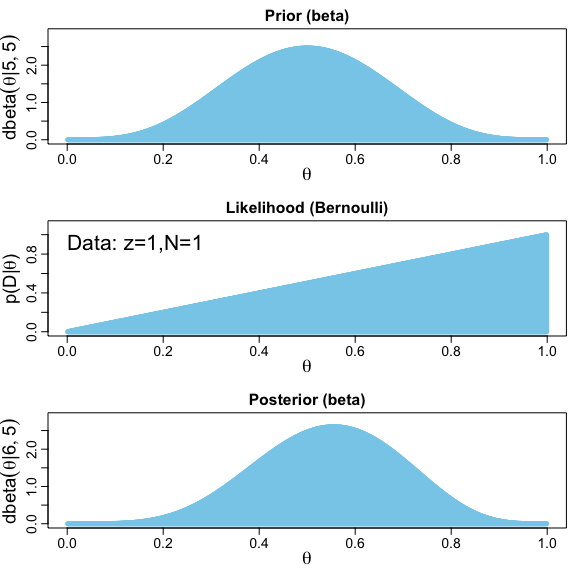 Prior (beta)
dbeta(θ|5, 5)
2.0
1.0
0.0
0.0 0.2 0.4 0.6 0.8 1.0
θ
Likelihood (Bernoulli)
Data: z=1,N=1
p(D|θ)
0.8
0.4
0.0
0.0 0.2 0.4 0.6 0.8 1.0
θ
Posterior (beta)
dbeta(θ|6, 5)
2.0
1.0
0.0
0.0 0.2 0.4 0.6 0.8 1.0
θ